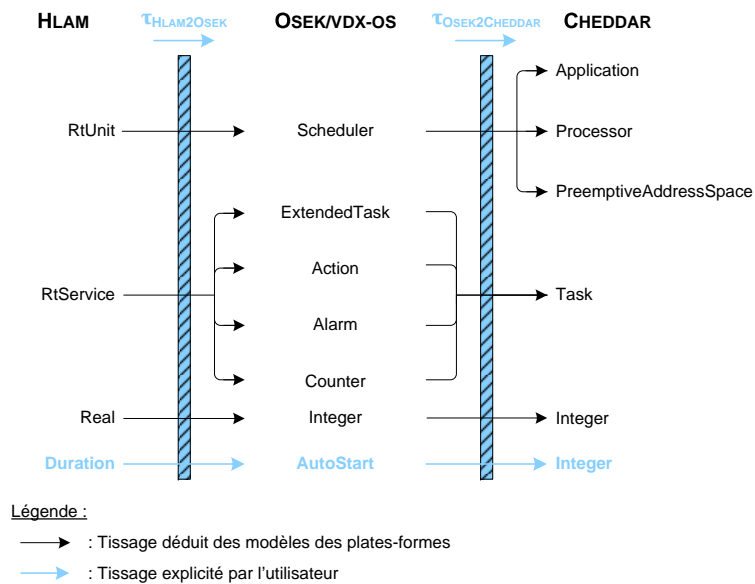 HLAM
τHLAM2OSEK
OSEK/VDX-OS
τOSEK2CHEDDAR
CHEDDAR
Application
RtUnit
Scheduler
Processor
PreemptiveAddressSpace
ExtendedTask
Action
RtService
Task
Alarm
Counter
Real
Integer
Integer
Duration
AutoStart
Integer
Légende :
: Tissage déduit des modèles des plates-formes
: Tissage explicité par l'utilisateur